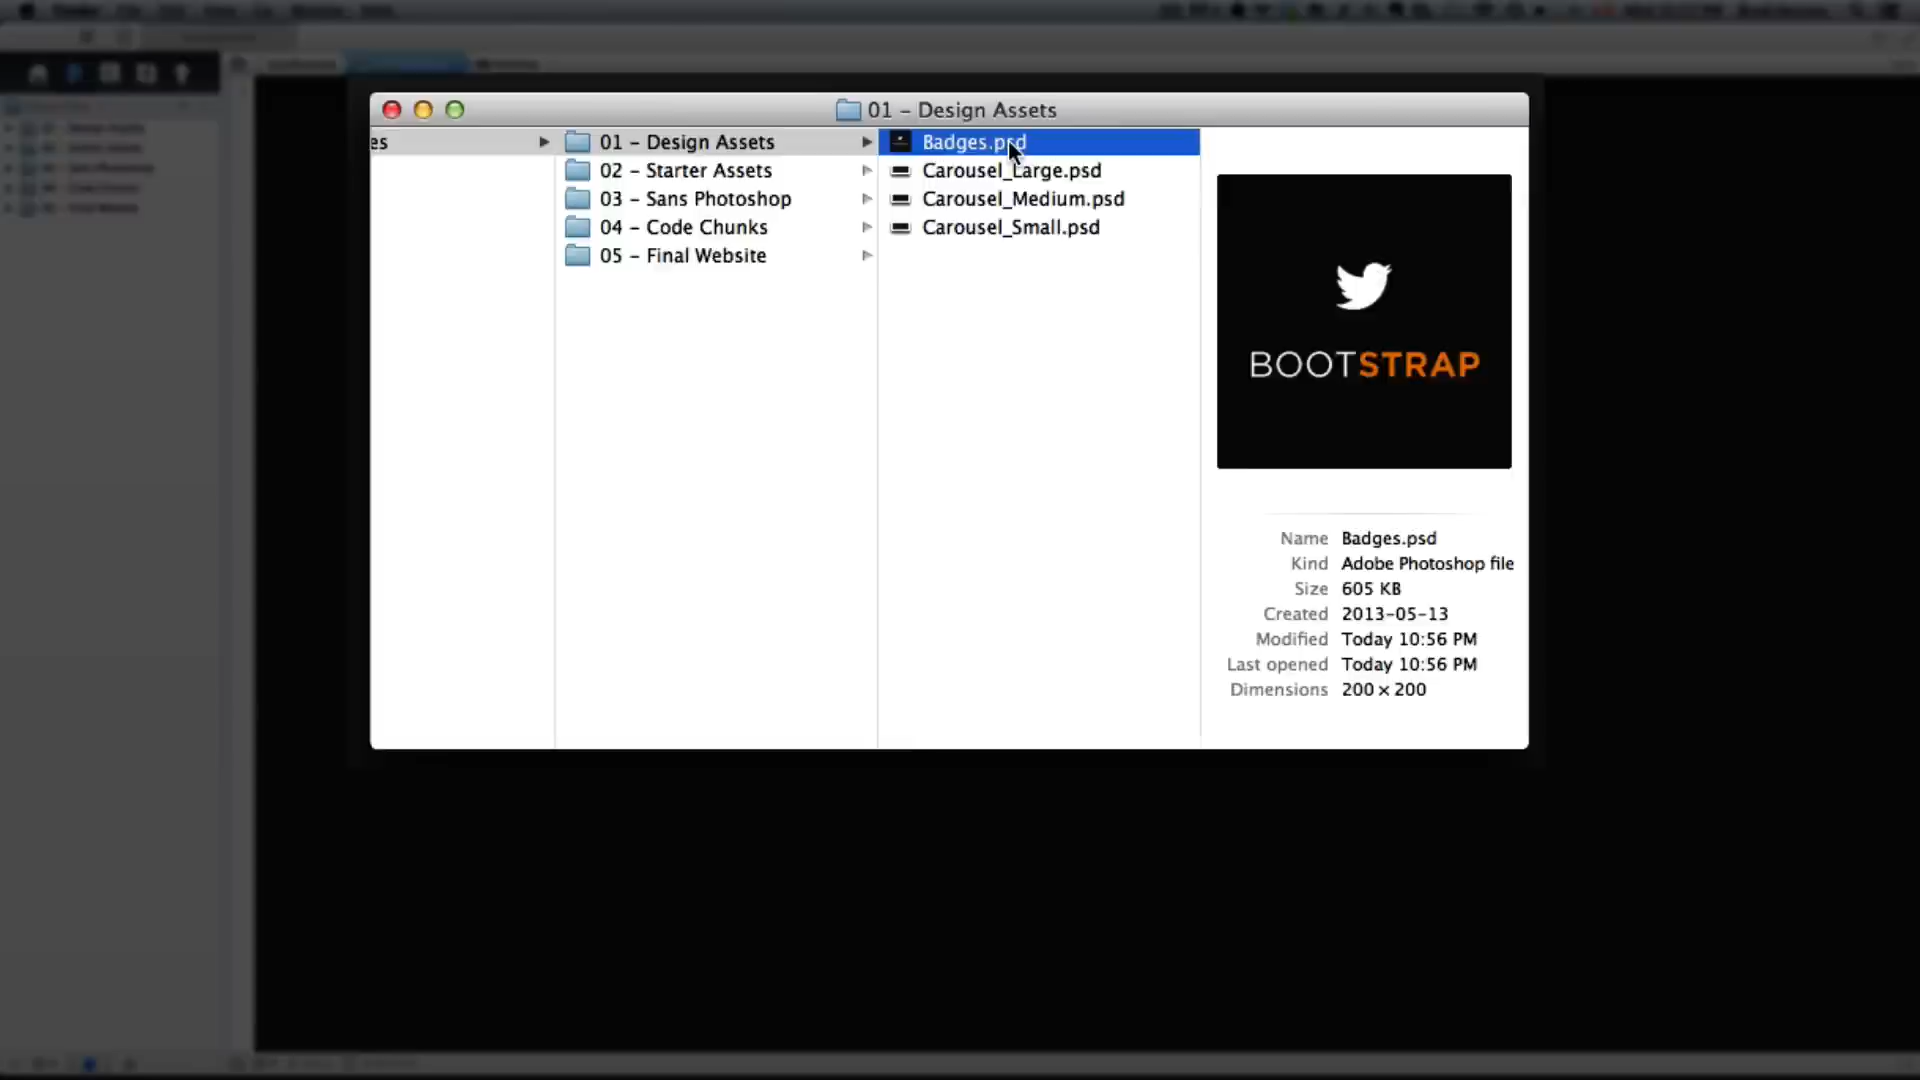 01 – Design Assets
es
01 – Design Assets
02 – Starter Assets
03 – Sans Photoshop
04 – Code Chunks
05 – Final Website
Badges.psd
Carousel_Large.psd
Carousel_Medium.psd
Carousel_Small.psd
BOOTSTRAP
Name Badges.psd
Kind Adobe Photoshop file
Size 605 KB
Created 2013-05-13
Modified Today 10:56 PM
Last opened Today 10:56 PM
Dimensions 200 × 200